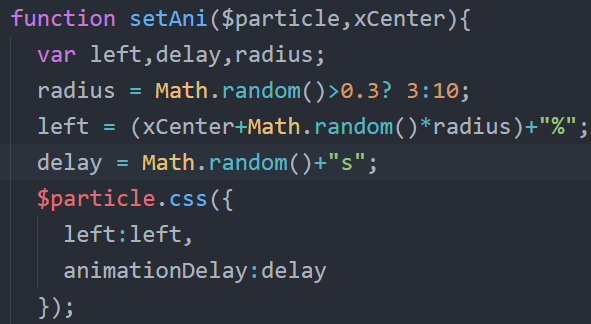 function setAni($particle,xCenter){
var left,delay,radius;
radius = Math.random()>0.3? 3:10;
left = (xCenter+Math.random()*radius)+"%";
delay = Math.random()+"s";
$particle.css({
left:left,
animationDelay:delay
});